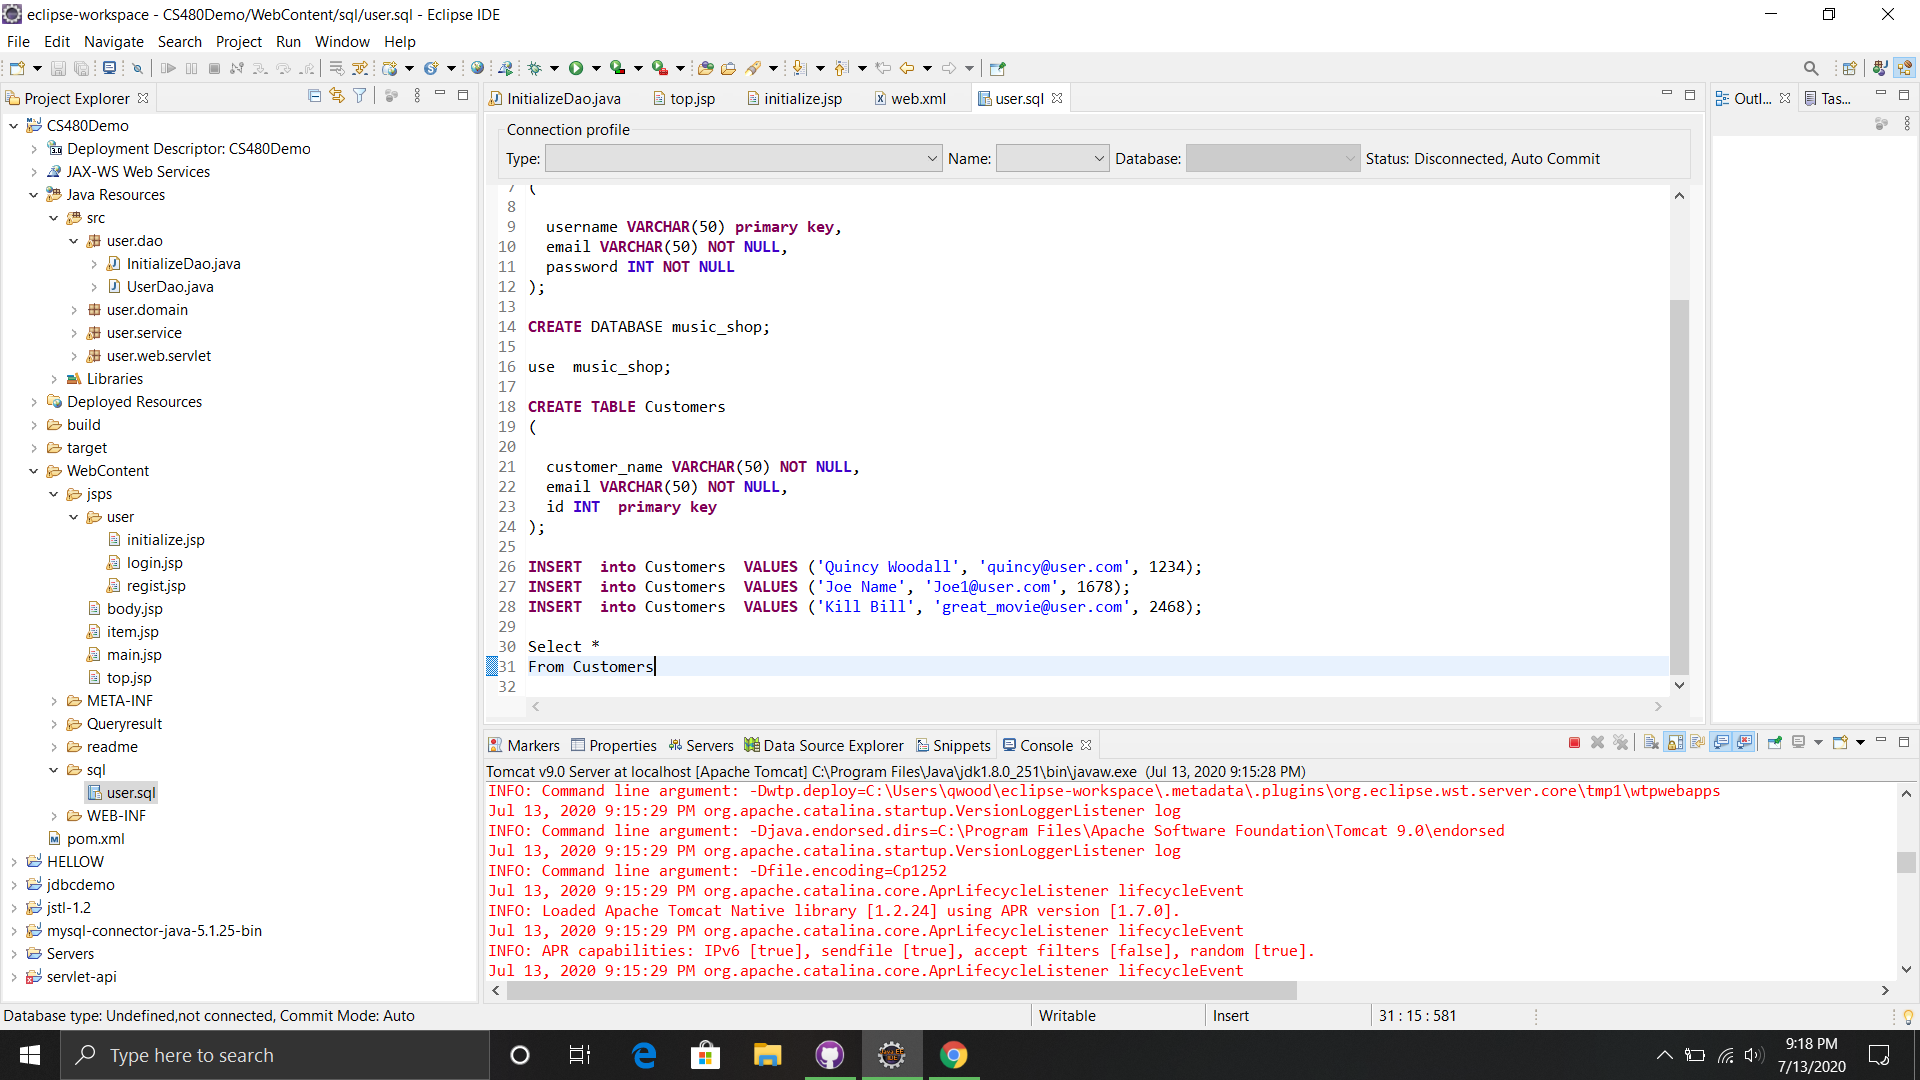 eclipse-workspace - CS480Demo/WebContent/sql/user.sql - Eclipse IDE
File Edit Navigate Search Project Run Window Help
Project Explorer
CS480Demo
Deployment Descriptor: CS480Demo
JAX-WS Web Services
Java Resources
src
user.dao
InitializeDao.java
UserDao.java
user.domain
user.service
user.web.servlet
Libraries
Deployed Resources
build
target
WebContent
jsps
user
initialize.jsp
login.jsp
regist.jsp
body.jsp
item.jsp
main.jsp
top.jsp
META-INF
Queryresult
readme
sql
user.sql
WEB-INF
pom.xml
HELLOW
jdbcdemo
jstl-1.2
mysql-connector-java-5.1.25-bin
Servers
servlet-api
InitializeDao.java top.jsp initialize.jsp web.xml user.sql
Connection profile
Type: Name: Database: Status: Disconnected, Auto Commit
7 (
8
9 username VARCHAR(50) primary key,
10 email VARCHAR(50) NOT NULL,
11 password INT NOT NULL
12 );
13
14 CREATE DATABASE music_shop;
15
16 use  music_shop;
17
18 CREATE TABLE Customers
19 (
20
21 customer_name VARCHAR(50) NOT NULL,
22 email VARCHAR(50) NOT NULL,
23 id INT  primary key
24 );
25
26 INSERT  into Customers  VALUES ('Quincy Woodall', 'quincy@user.com', 1234);
27 INSERT  into Customers  VALUES ('Joe Name', 'Joe1@user.com', 1678);
28 INSERT  into Customers  VALUES ('Kill Bill', 'great_movie@user.com', 2468);
29
30 Select *
31 From Customers
32
Outl... Tas...
Markers Properties Servers Data Source Explorer Snippets Console
Tomcat v9.0 Server at localhost [Apache Tomcat] C:\Program Files\Java\jdk1.8.0_251\bin\javaw.exe (Jul 13, 2020 9:15:28 PM)
INFO: Command line argument: -Dwtp.deploy=C:\Users\qwood\eclipse-workspace\.metadata\.plugins\org.eclipse.wst.server.core\tmp1\wtpwebapps
Jul 13, 2020 9:15:29 PM org.apache.catalina.startup.VersionLoggerListener log
INFO: Command line argument: -Djava.endorsed.dirs=C:\Program Files\Apache Software Foundation\Tomcat 9.0\endorsed
Jul 13, 2020 9:15:29 PM org.apache.catalina.startup.VersionLoggerListener log
INFO: Command line argument: -Dfile.encoding=Cp1252
Jul 13, 2020 9:15:29 PM org.apache.catalina.core.AprLifecycleListener lifecycleEvent
INFO: Loaded Apache Tomcat Native library [1.2.24] using APR version [1.7.0].
Jul 13, 2020 9:15:29 PM org.apache.catalina.core.AprLifecycleListener lifecycleEvent
INFO: APR capabilities: IPv6 [true], sendfile [true], accept filters [false], random [true].
Jul 13, 2020 9:15:29 PM org.apache.catalina.core.AprLifecycleListener lifecycleEvent
Database type: Undefined,not connected, Commit Mode: Auto Writable Insert 31 : 15 : 581
Type here to search
9:18 PM
7/13/2020